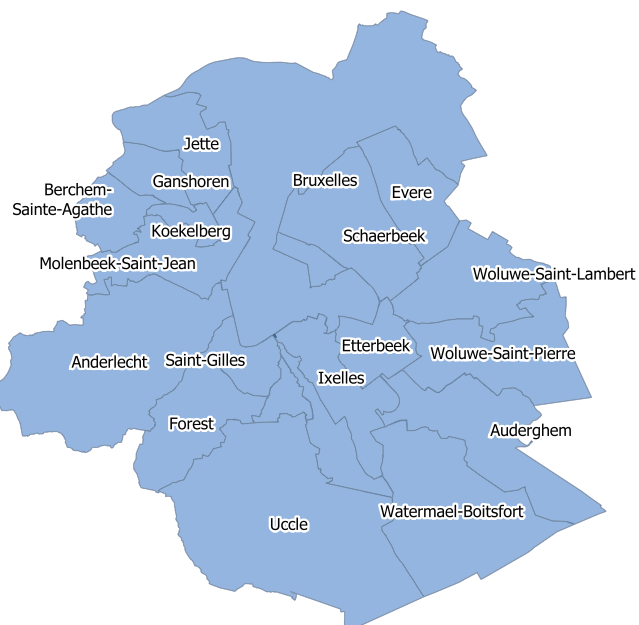 Jette
Ganshoren
Bruxelles
Berchem-
Sainte-Agathe
Evere
Koekelberg
Schaerbeek
Molenbeek-Saint-Jean
Woluwe-Saint-Lambert
Anderlecht
Saint-Gilles
Etterbeek
Woluwe-Saint-Pierre
Ixelles
Forest
Auderghem
Uccle
Watermael-Boitsfort